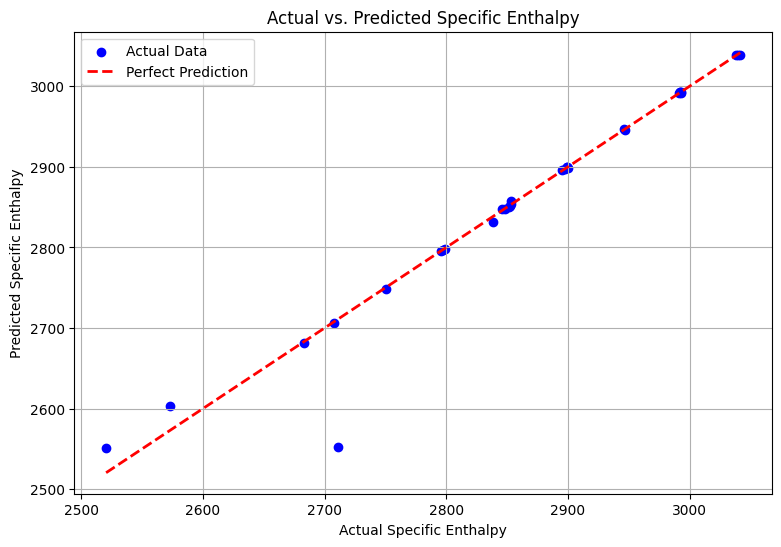 Actual vs. Predicted Specific Enthalpy
Actual Data
Perfect Prediction
Predicted Specific Enthalpy
3000
2900
2800
2700
2600
2500
2500 2600 2700 2800 2900 3000
Actual Specific Enthalpy